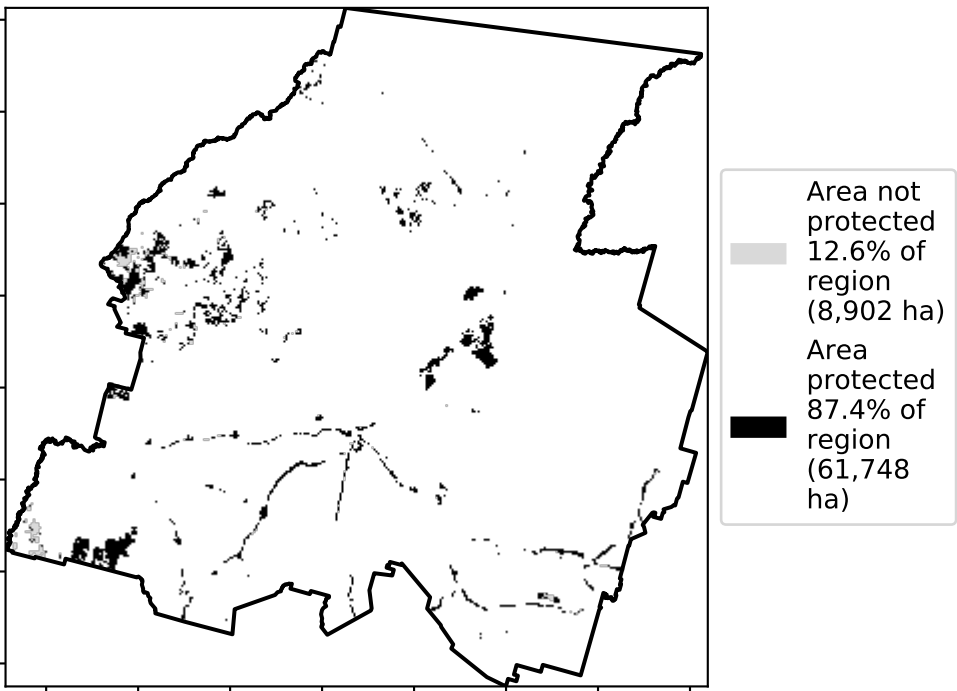 Area not
protected
12.6% of
region
(8,902 ha)
Area
protected
87.4% of
region
(61,748
ha)